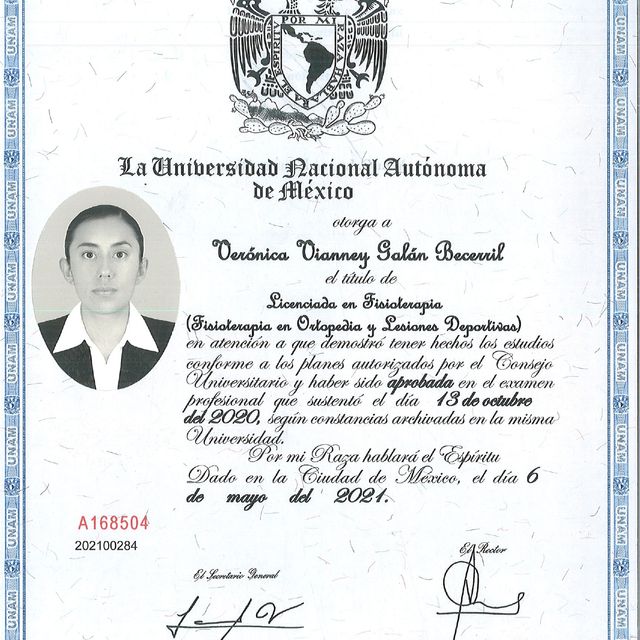 POR MI RAZA HABLARA EL ESPIRITU
La Universidad Nacional Autónoma
de México
otorga a
Verónica Vianney Galán Becerril
el título de
Licenciada en Fisioterapia
(Fisioterapia en Ortopedia y Lesiones Deportivas)
en atención a que demostró tener hechos los estudios
conforme a los planes autorizados por el Consejo
Universitario y haber sido aprobada en el examen
profesional que sustentó el día 13 de octubre
del 2020, según constancias archivadas en la misma
Universidad.
Por mi Raza hablará el Espíritu
Dado en la Ciudad de México, el día 6
de mayo del 2021.
A168504
202100284
El Secretario General
El Rector
UNAM